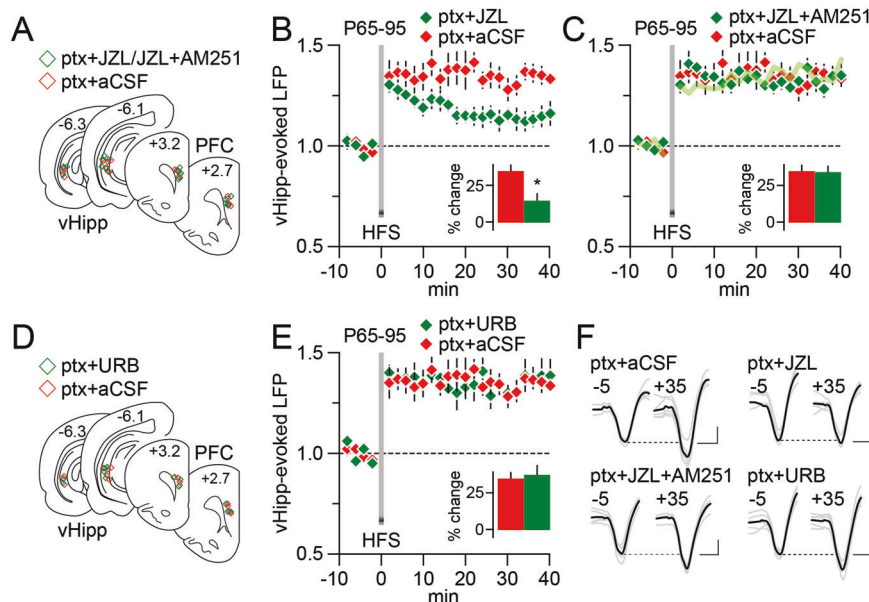 A
ptx+JZL/JZL+AM251
ptx+aCSF
-6.3
-6.1
+3.2
PFC
+2.7
vHipp
B
P65-95
ptx+JZL
ptx+aCSF
vHipp-evoked LFP
1.5
1.0
0.5
HFS
% change
25
0
*
-10 0 10 20 30 40
min
C
P65-95
ptx+JZL+AM251
ptx+aCSF
vHipp-evoked LFP
1.5
1.0
0.5
HFS
% change
25
0
-10 0 10 20 30 40
min
D
ptx+URB
ptx+aCSF
-6.3
-6.1
+3.2
PFC
+2.7
vHipp
E
P65-95
ptx+URB
ptx+aCSF
vHipp-evoked LFP
1.5
1.0
0.5
HFS
% change
25
0
-10 0 10 20 30 40
min
F
ptx+aCSF
-5 +35
ptx+JZL
-5 +35
ptx+JZL+AM251
-5 +35
ptx+URB
-5 +35